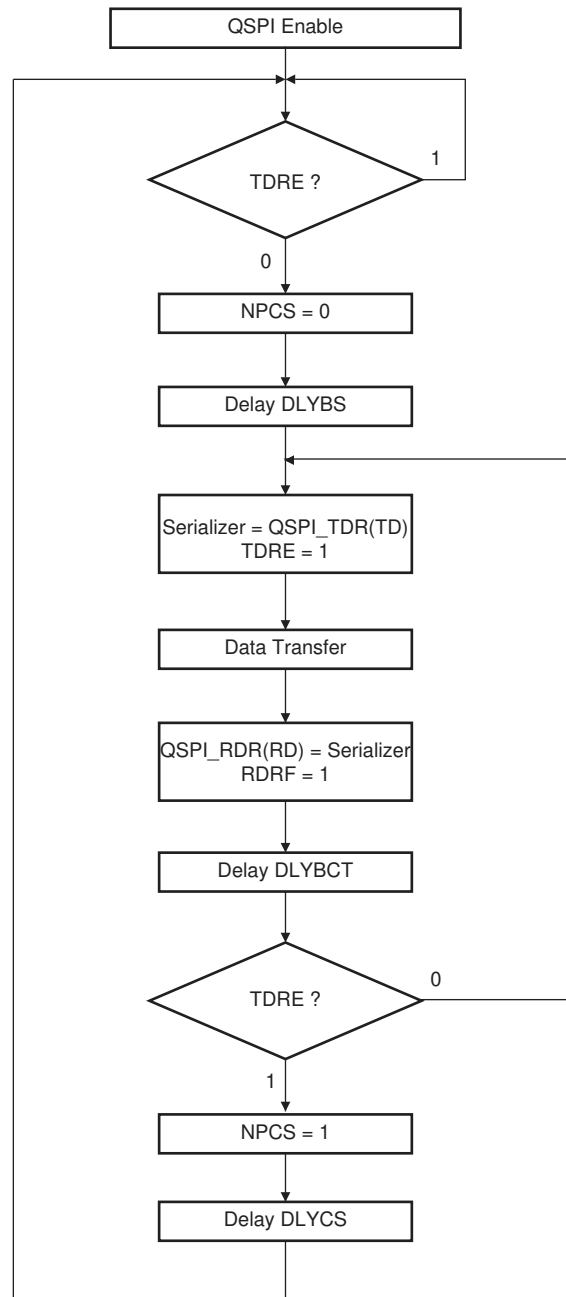 QSPI Enable
TDRE ?
1
0
NPCS = 0
Delay DLYBS
Serializer = QSPI_TDR(TD)
TDRE = 1
Data Transfer
QSPI_RDR(RD) = Serializer
RDRF = 1
Delay DLYBCT
TDRE ?
0
1
NPCS = 1
Delay DLYCS